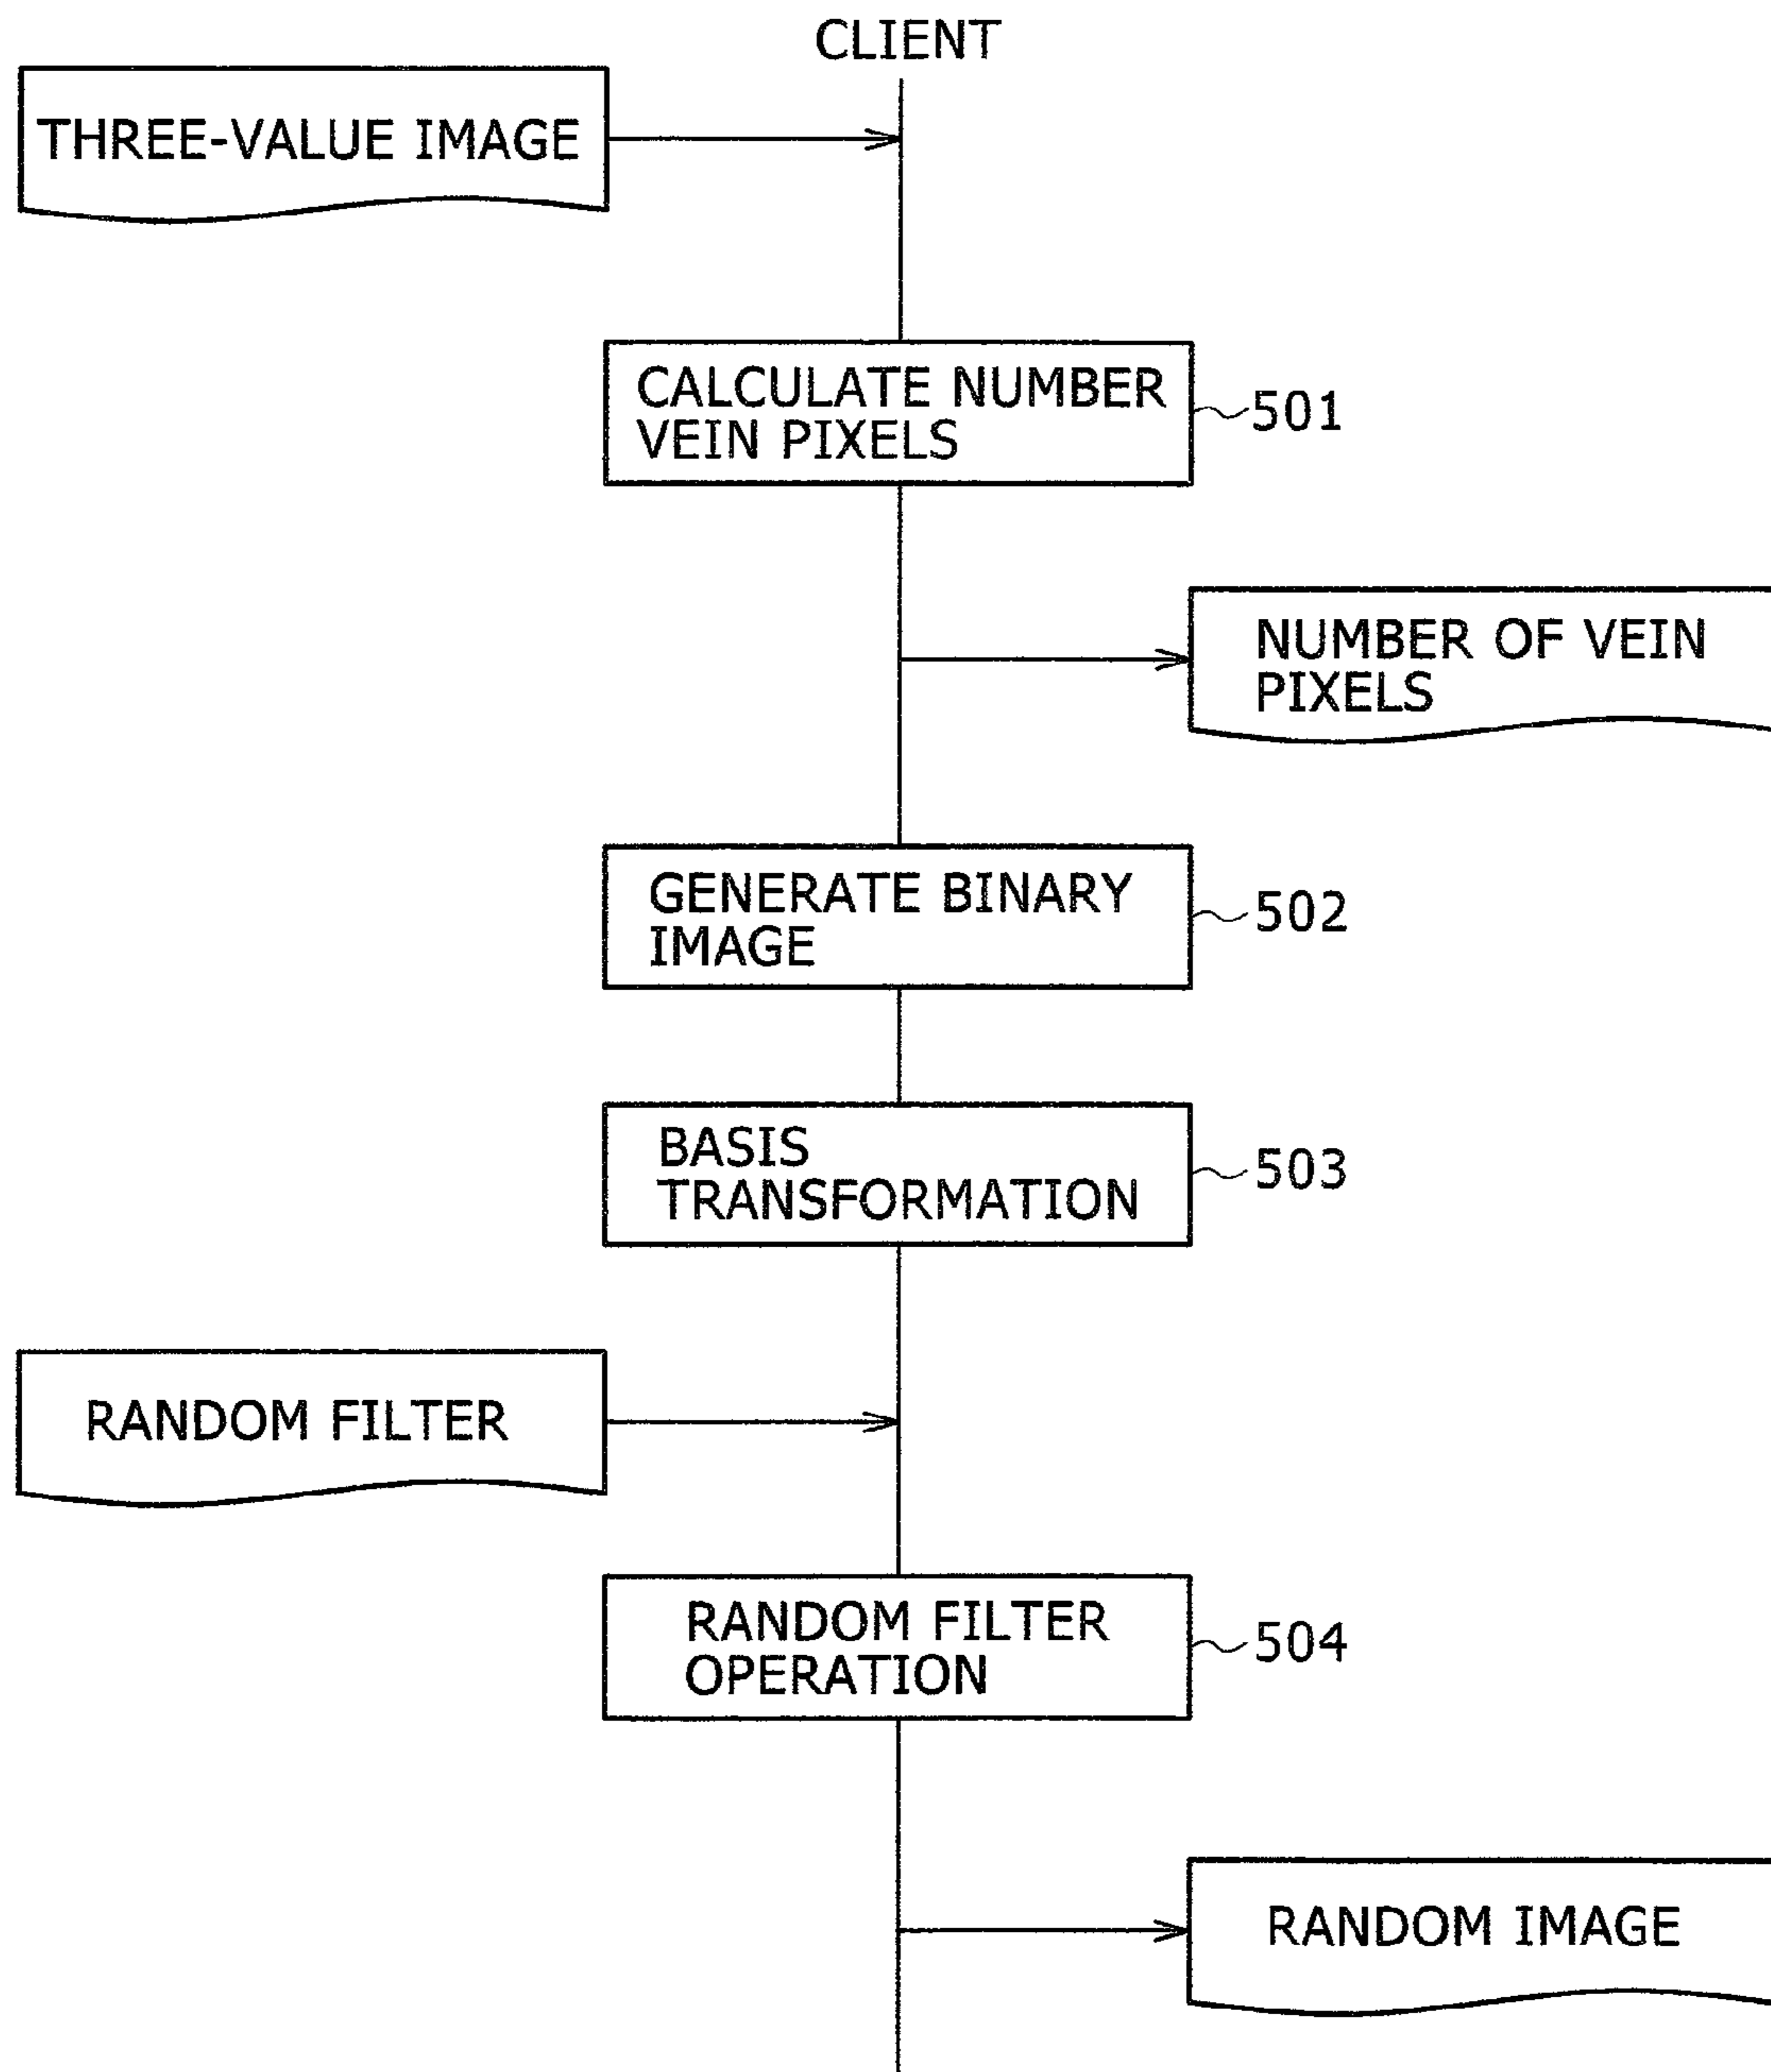 CLIENT
THREE-VALUE IMAGE
CALCULATE NUMBER
VEIN PIXELS
501
NUMBER OF VEIN
PIXELS
GENERATE BINARY
IMAGE
502
BASIS
TRANSFORMATION
503
RANDOM FILTER
RANDOM FILTER
OPERATION
504
RANDOM IMAGE